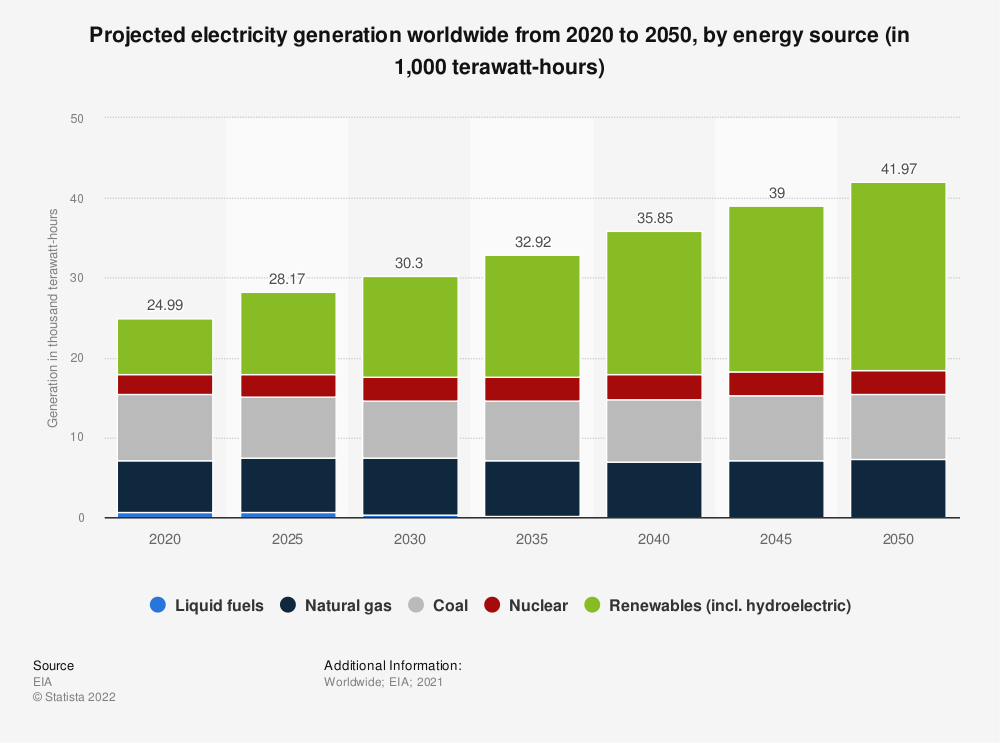 Projected electricity generation worldwide from 2020 to 2050, by energy source (in
1,000 terawatt-hours)
Generation in thousand terawatt-hours
50
40
30
20
10
0
24.99
28.17
30.3
32.92
35.85
39
41.97
2020 2025 2030 2035 2040 2045 2050
Liquid fuels Natural gas Coal Nuclear Renewables (incl. hydroelectric)
Source
EIA
© Statista 2022
Additional Information:
Worldwide; EIA; 2021